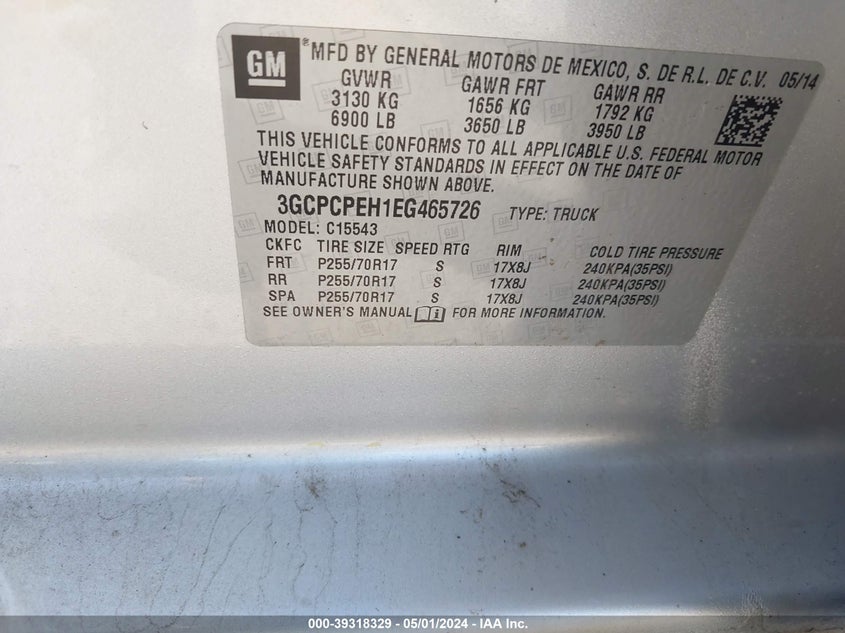 GM ® MFD BY GENERAL MOTORS DE MEXICO, S. DE R.L. DE C.V. 05/14
GVWR GAWR FRT GAWR RR
3130 KG 1656 KG 1792 KG
6900 LB 3650 LB 3950 LB
THIS VEHICLE CONFORMS TO ALL APPLICABLE U.S. FEDERAL MOTOR
VEHICLE SAFETY STANDARDS IN EFFECT ON THE DATE OF
MANUFACTURE SHOWN ABOVE.
3GCPCPEH1EG465726 TYPE: TRUCK
MODEL: C15543
CKFC TIRE SIZE SPEED RTG RIM COLD TIRE PRESSURE
FRT P255/70R17 S 17X8J 240KPA(35PSI)
RR P255/70R17 S 17X8J 240KPA(35PSI)
SPA P255/70R17 S 17X8J 240KPA(35PSI)
SEE OWNER'S MANUAL i FOR MORE INFORMATION.
000-39318329 - 05/01/2024 - IAA Inc.